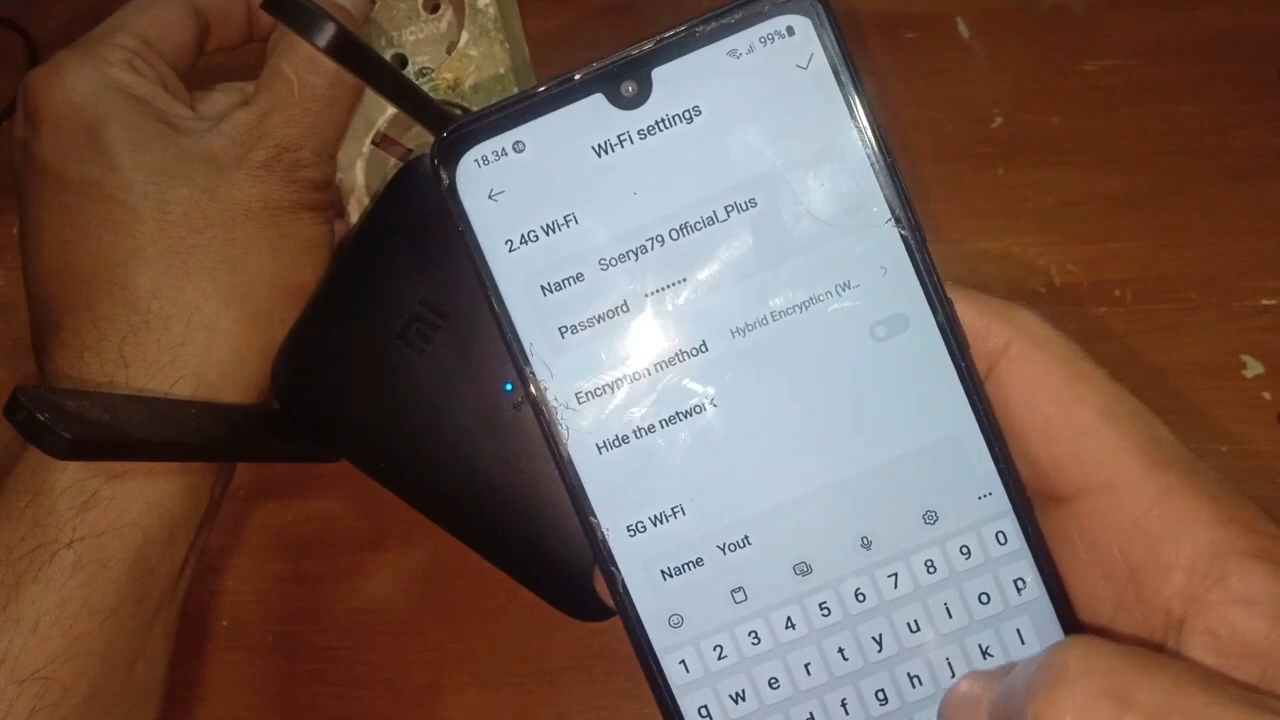 18.34
99%
Wi-Fi settings
2.4G Wi-Fi
Name Soerya79 Official_Plus
Password ••••••••
Encryption method Hybrid Encryption (W...
Hide the network
5G Wi-Fi
Name Yout
1 2 3 4 5 6 7 8 9 0
q w e r t y u i o p
f g h j k l
MI